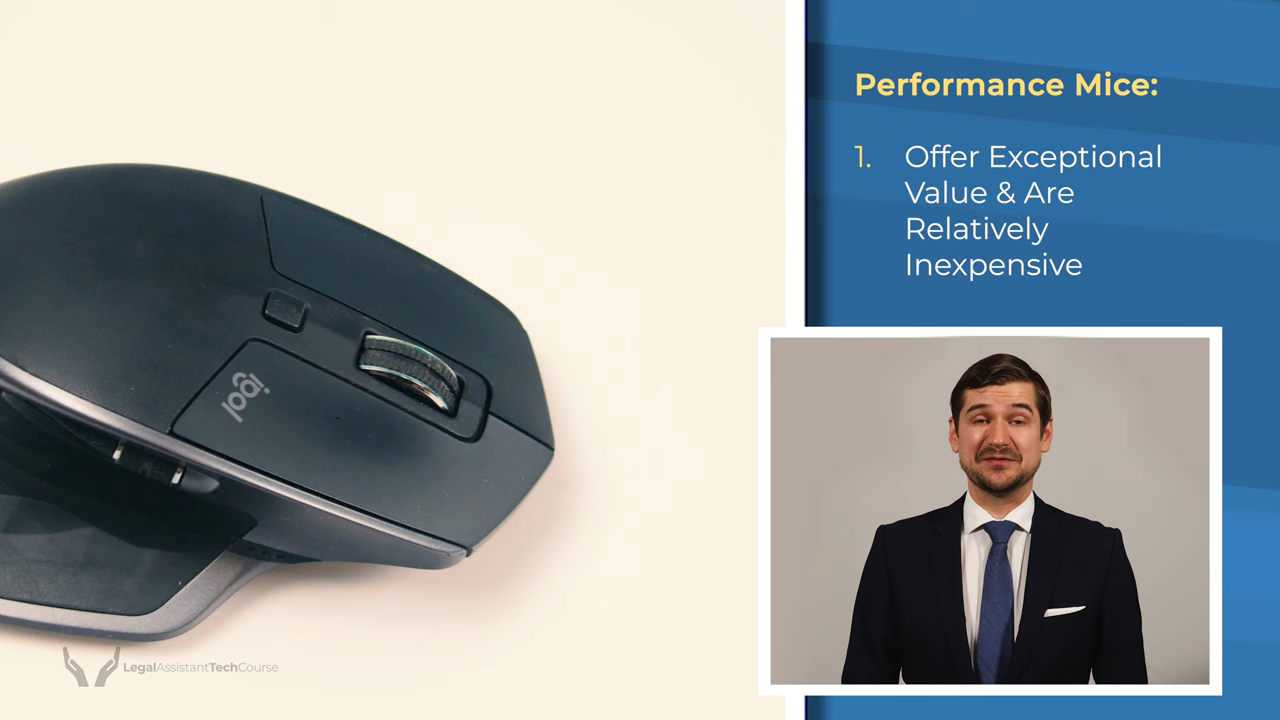 Performance Mice:
1. Offer Exceptional
Value & Are
Relatively
Inexpensive
logi
LegalAssistantTechCourse